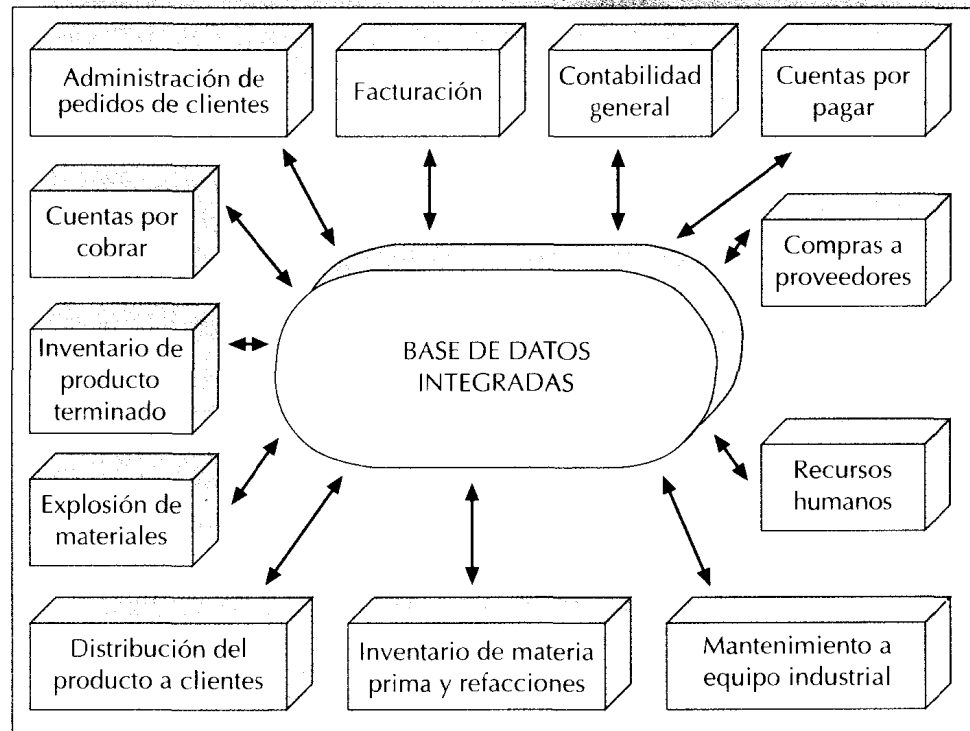 Administración de
pedidos de clientes
Facturación
Contabilidad
general
Cuentas por
pagar
Cuentas por
cobrar
Compras a
proveedores
Inventario de
producto
terminado
BASE DE DATOS
INTEGRADAS
Explosión de
materiales
Recursos
humanos
Distribución del
producto a clientes
Inventario de materia
prima y refacciones
Mantenimiento a
equipo industrial